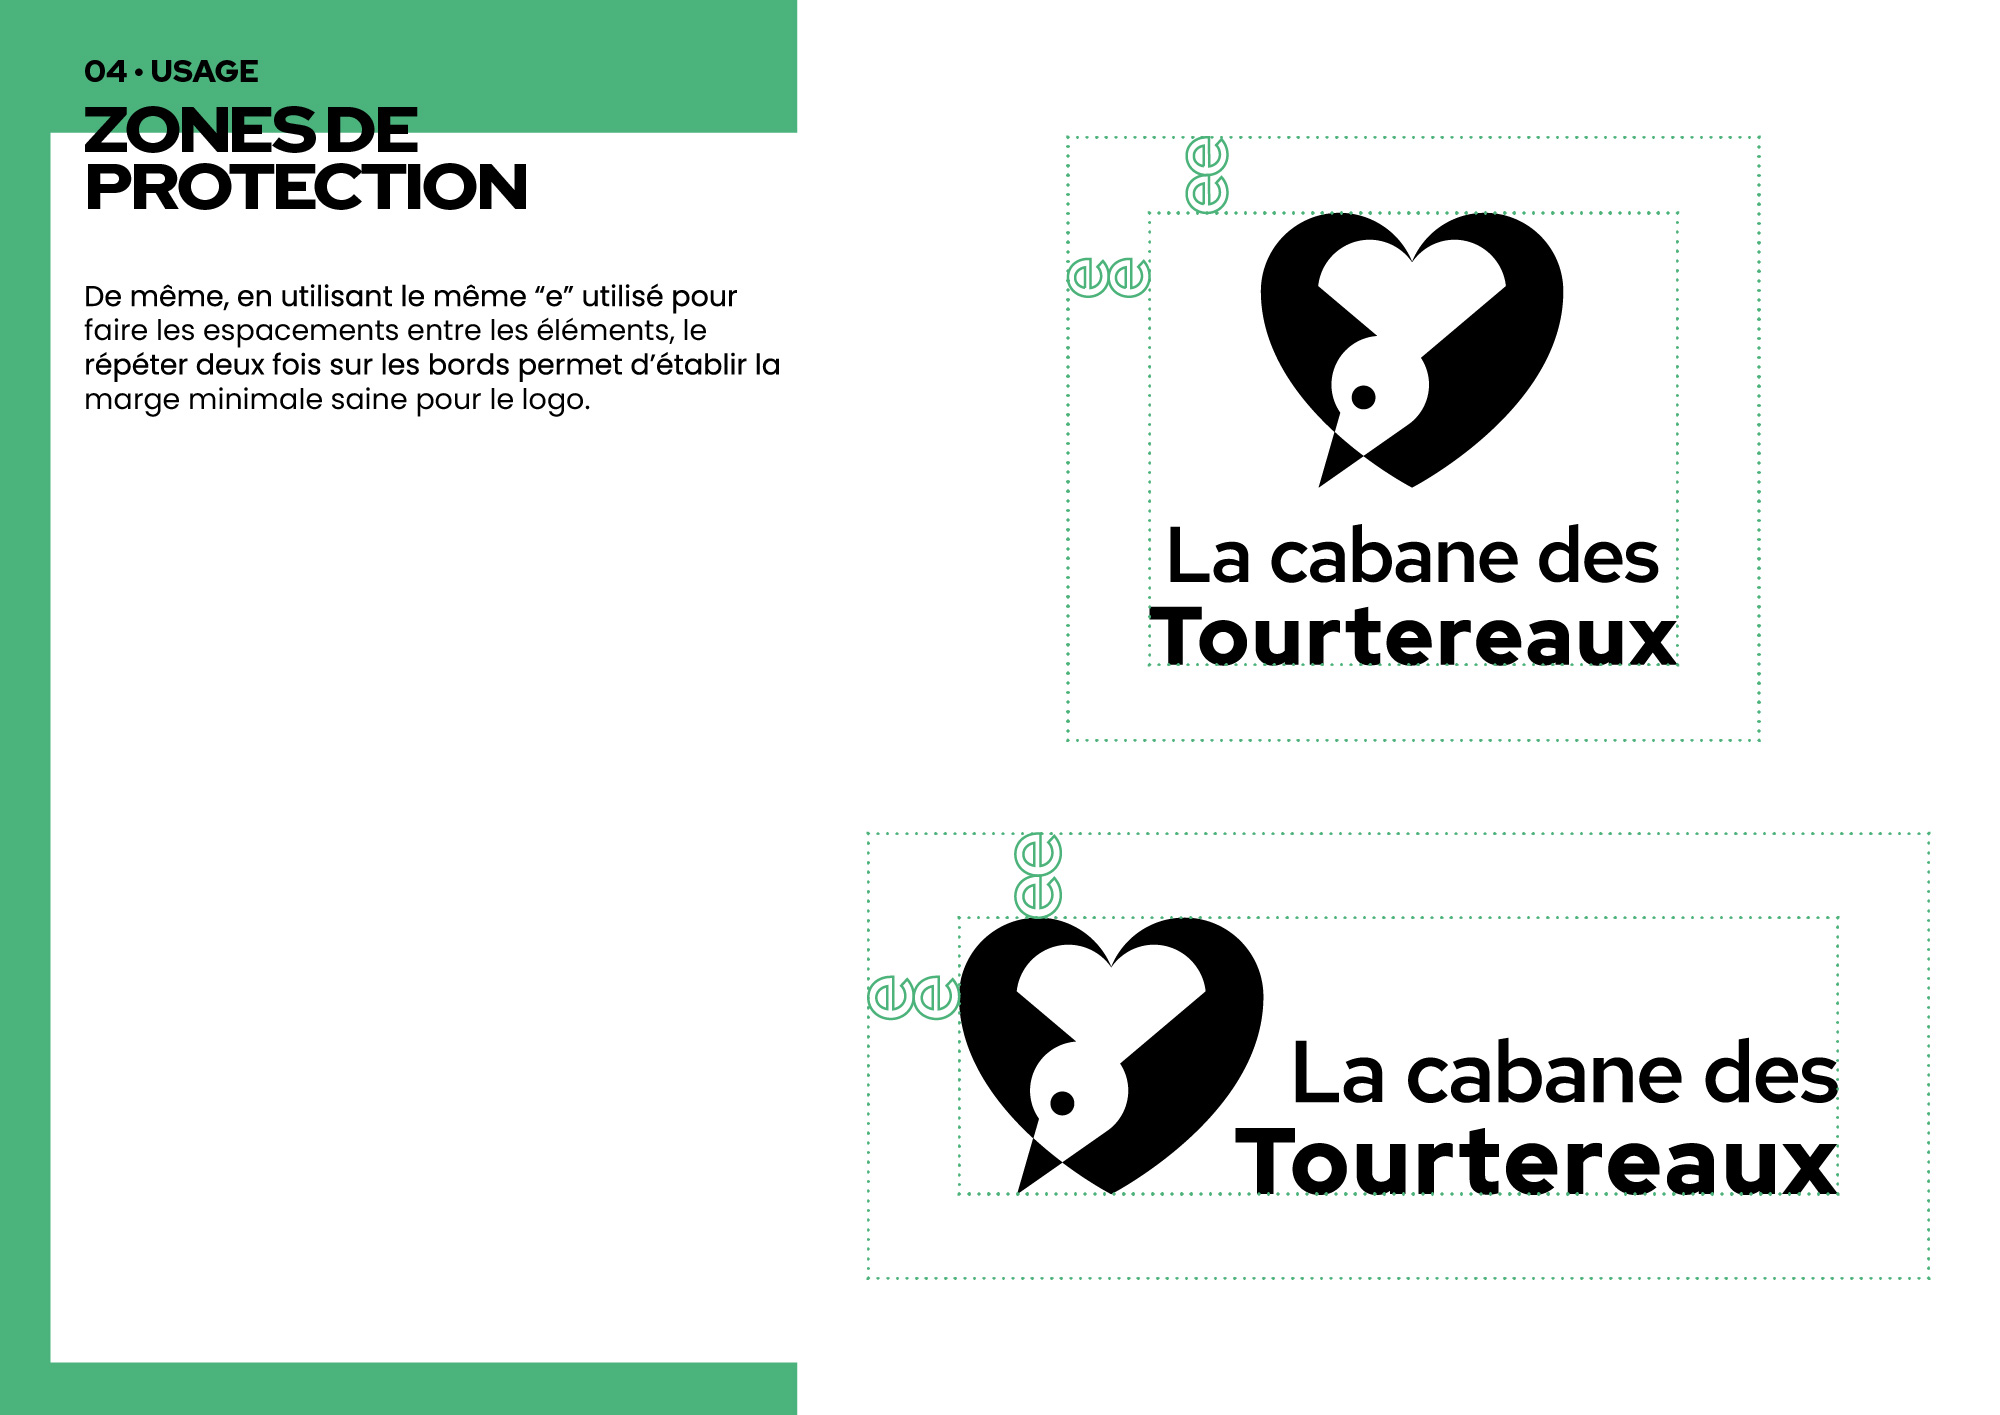 04 • USAGE
ZONES DE
PROTECTION
De même, en utilisant le même “e” utilisé pour
faire les espacements entre les éléments, le
répéter deux fois sur les bords permet d’établir la
marge minimale saine pour le logo.
ee
ee
La cabane des
Tourtereaux
ee
ee
La cabane des
Tourtereaux